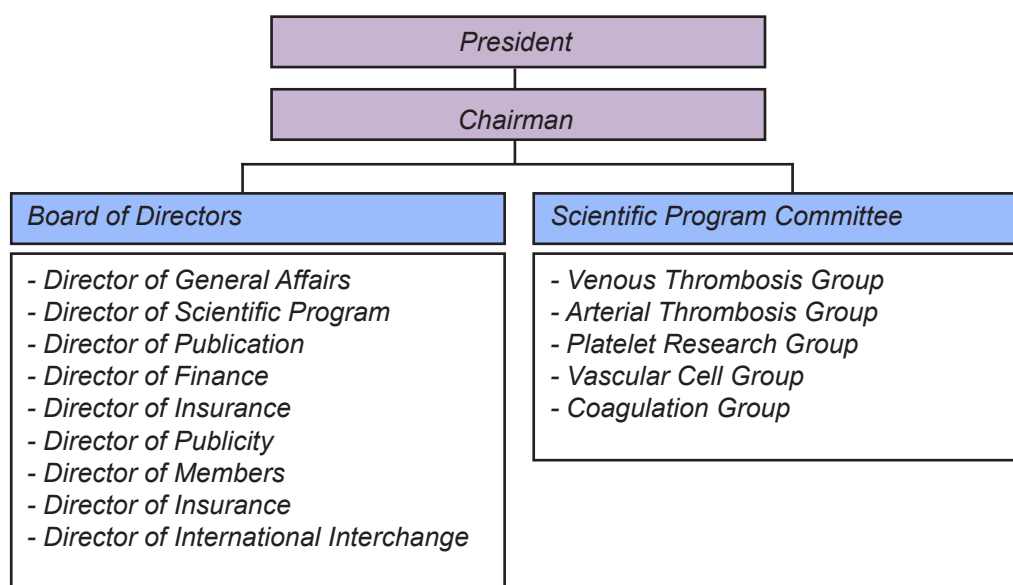 President
Chairman
Board of Directors
- Director of General Affairs
- Director of Scientific Program
- Director of Publication
- Director of Finance
- Director of Insurance
- Director of Publicity
- Director of Members
- Director of Insurance
- Director of International Interchange
Scientific Program Committee
- Venous Thrombosis Group
- Arterial Thrombosis Group
- Platelet Research Group
- Vascular Cell Group
- Coagulation Group